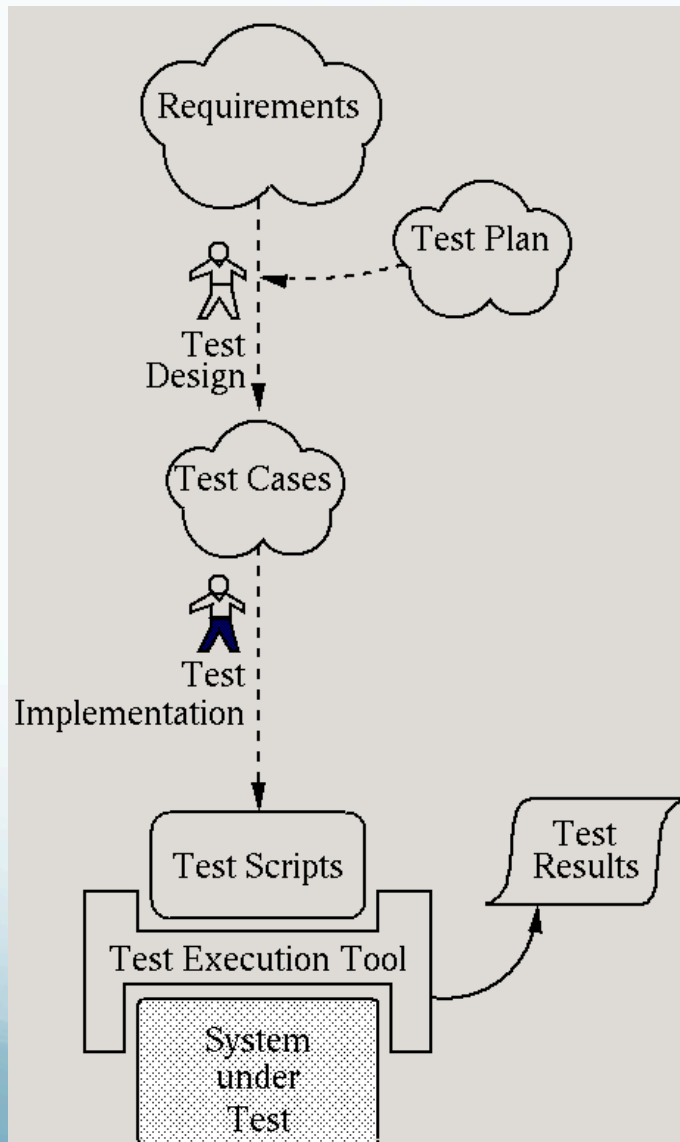 Requirements
Test Plan
Test
Design
Test Cases
Test
Implementation
Test Scripts
Test
Results
Test Execution Tool
System
under
Test